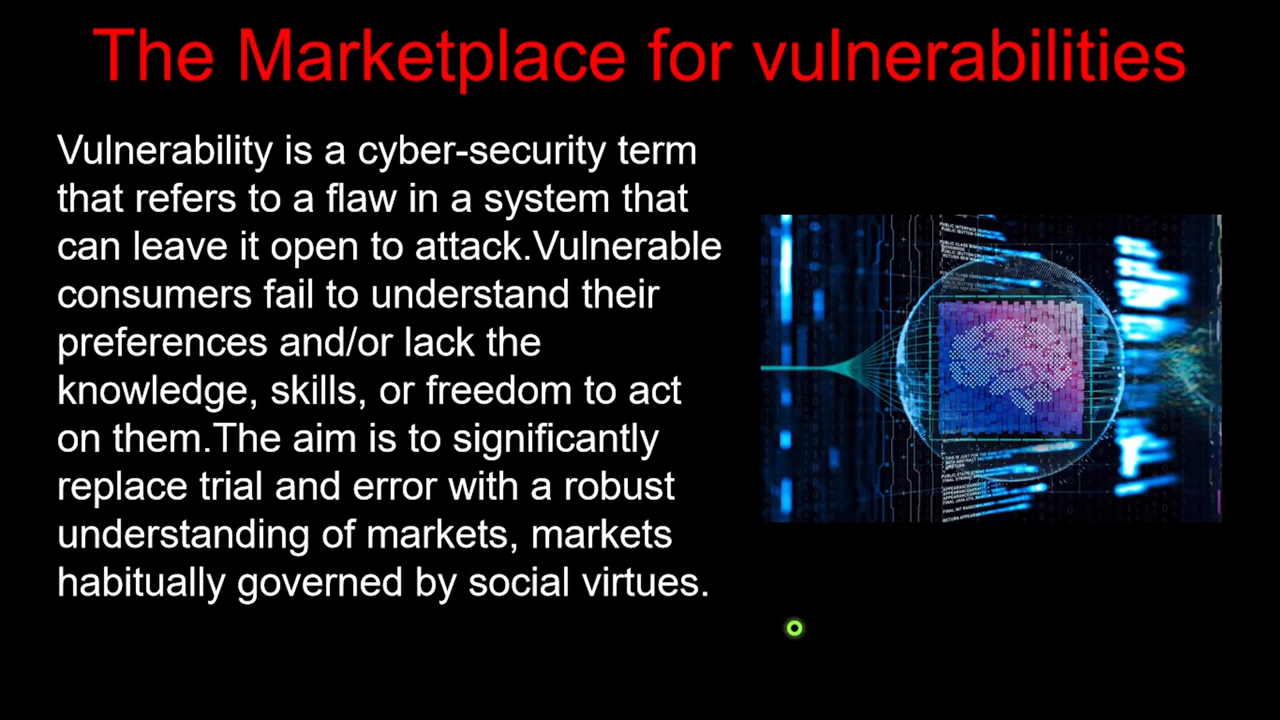 The Marketplace for vulnerabilities
Vulnerability is a cyber-security term
that refers to a flaw in a system that
can leave it open to attack.Vulnerable
consumers fail to understand their
preferences and/or lack the
knowledge, skills, or freedom to act
on them.The aim is to significantly
replace trial and error with a robust
understanding of markets, markets
habitually governed by social virtues.